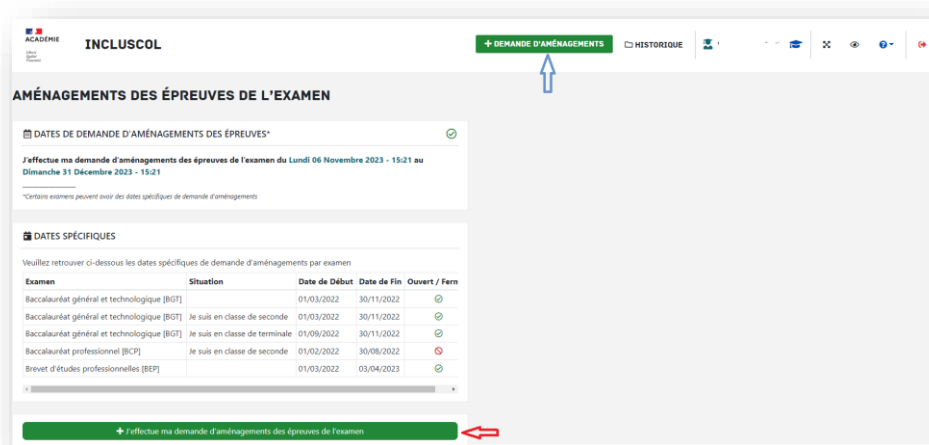 ACADÉMIE
INCLUSCOL
+ DEMANDE D'AMÉNAGEMENTS
HISTORIQUE
AMÉNAGEMENTS DES ÉPREUVES DE L'EXAMEN
DATES DE DEMANDE D'AMÉNAGEMENTS DES ÉPREUVES*
J'effectue ma demande d'aménagements des épreuves de l'examen du Lundi 06 Novembre 2023 - 15:21 au
Dimanche 31 Décembre 2023 - 15:21
*Certains examens peuvent avoir des dates spécifiques de demande d'aménagements
DATES SPÉCIFIQUES
Veuillez retrouver ci-dessous les dates spécifiques de demande d'aménagements par examen
Examen Situation Date de Début Date de Fin Ouvert / Ferm
Baccalauréat général et technologique [BGT] 01/03/2022 30/11/2022
Baccalauréat général et technologique [BGT] Je suis en classe de seconde 01/03/2022 30/11/2022
Baccalauréat général et technologique [BGT] Je suis en classe de terminale 01/09/2022 30/11/2022
Baccalauréat professionnel [BCP] Je suis en classe de seconde 01/02/2022 30/08/2022
Brevet d'études professionnelles [BEP] 01/03/2022 03/04/2023
+ J'effectue ma demande d'aménagements des épreuves de l'examen